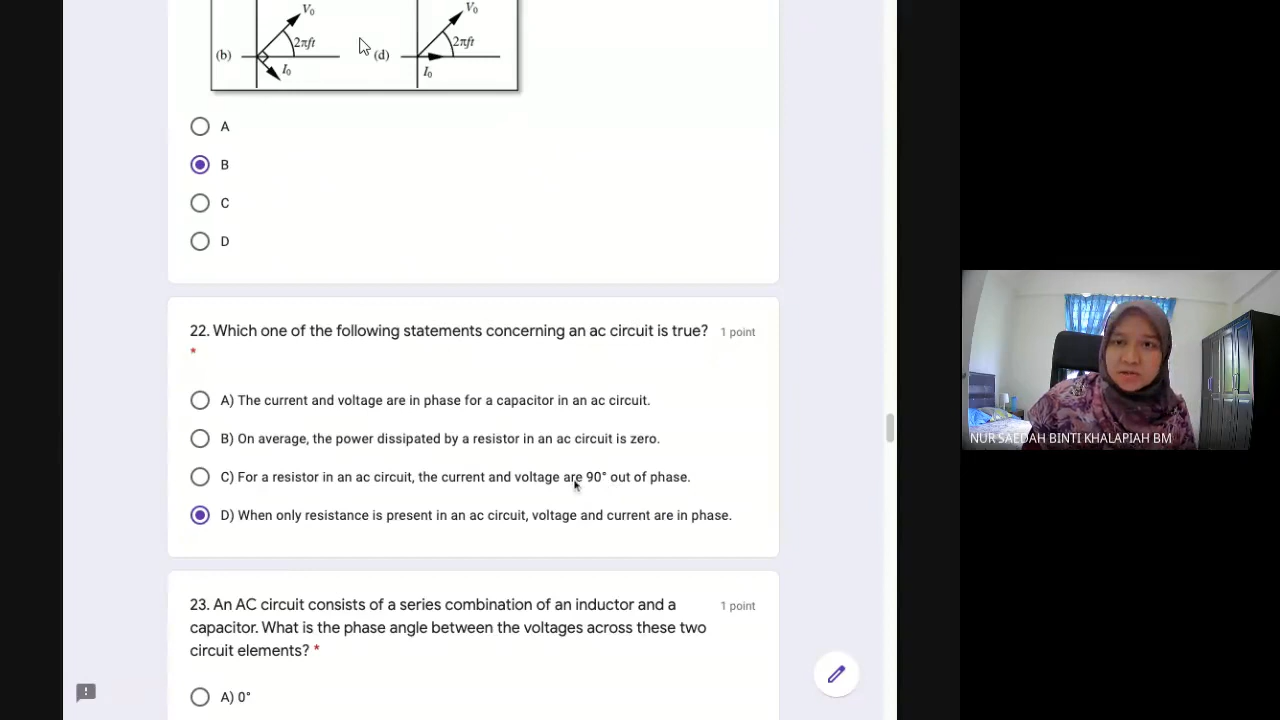 V₀
2πft
(b)
I₀
V₀
2πft
(d)
I₀
A
B
C
D
22. Which one of the following statements concerning an ac circuit is true? 1 point
*
A) The current and voltage are in phase for a capacitor in an ac circuit.
B) On average, the power dissipated by a resistor in an ac circuit is zero.
C) For a resistor in an ac circuit, the current and voltage are 90° out of phase.
D) When only resistance is present in an ac circuit, voltage and current are in phase.
23. An AC circuit consists of a series combination of an inductor and a 1 point
capacitor. What is the phase angle between the voltages across these two
circuit elements? *
A) 0°
NUR SAEDAH BINTI KHALAPIAH BM